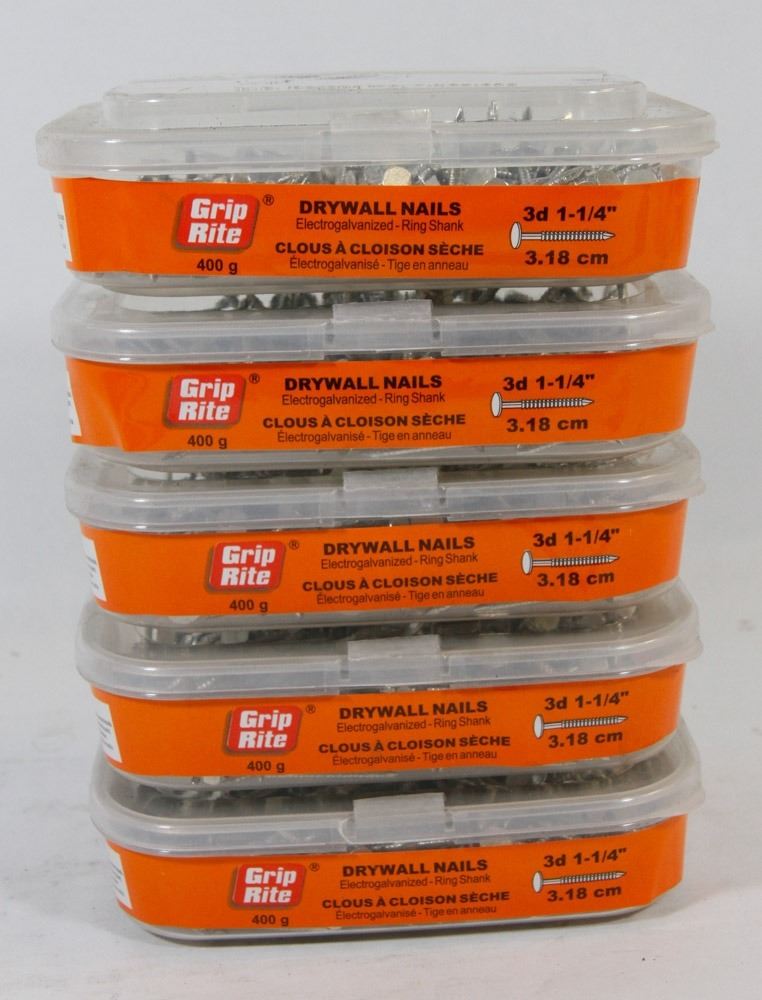 Grip Rite ®
400 g
DRYWALL NAILS
Electrogalvanized - Ring Shank
CLOUS À CLOISON SÈCHE
Électrogalvanisé - Tige en anneau
3d 1-1/4"
3.18 cm
Grip Rite ®
400 g
DRYWALL NAILS
Electrogalvanized - Ring Shank
CLOUS À CLOISON SÈCHE
Électrogalvanisé - Tige en anneau
3d 1-1/4"
3.18 cm
Grip Rite ®
400 g
DRYWALL NAILS
Electrogalvanized - Ring Shank
CLOUS À CLOISON SÈCHE
Électrogalvanisé - Tige en anneau
3d 1-1/4"
3.18 cm
Grip Rite ®
400 g
DRYWALL NAILS
Electrogalvanized - Ring Shank
CLOUS À CLOISON SÈCHE
Électrogalvanisé - Tige en anneau
3d 1-1/4"
3.18 cm
Grip Rite ®
400 g
DRYWALL NAILS
Electrogalvanized - Ring Shank
CLOUS À CLOISON SÈCHE
Électrogalvanisé - Tige en anneau
3d 1-1/4"
3.18 cm